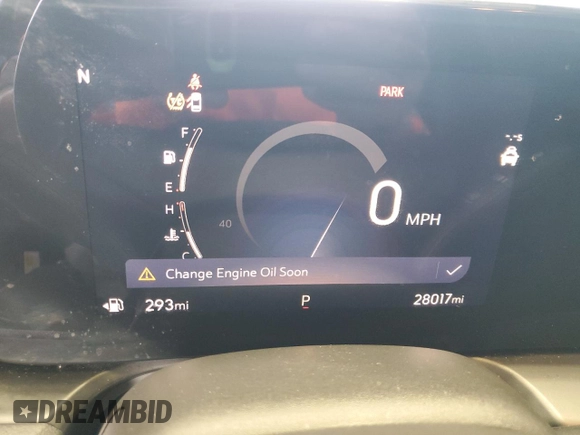 N
PARK
F
E
H
C
-.-s
40
0 MPH
Change Engine Oil Soon
293mi
P
28017mi
DREAMBID